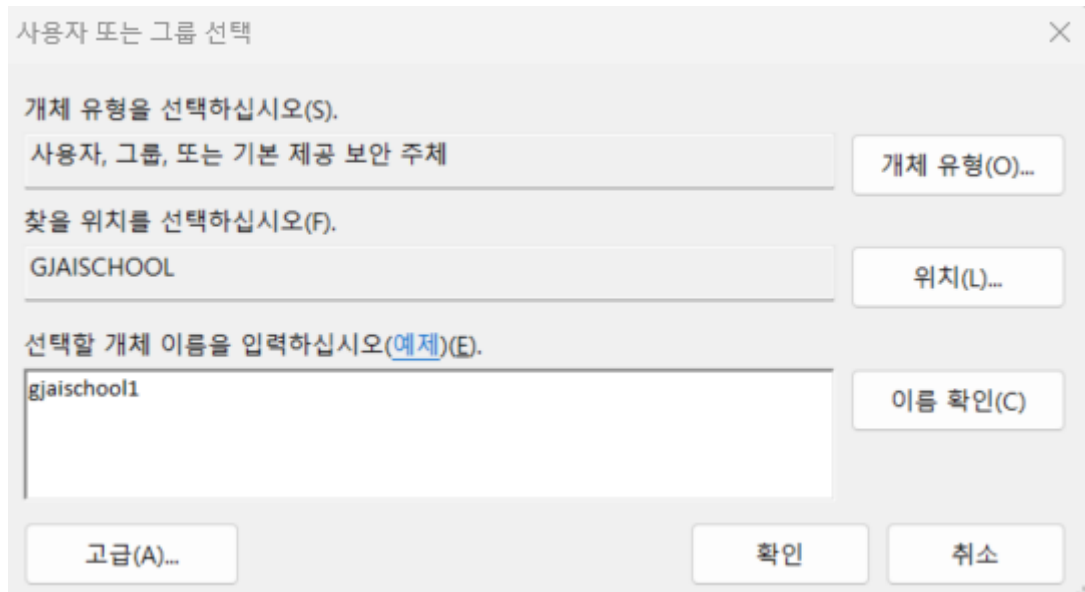 사용자 또는 그룹 선택
개체 유형을 선택하십시오(S).
사용자, 그룹, 또는 기본 제공 보안 주체
개체 유형(O)...
찾을 위치를 선택하십시오(F).
GJAISCHOOL
위치(L)...
선택할 개체 이름을 입력하십시오(예제)(E).
gjaischool1
이름 확인(C)
고급(A)...
확인
취소